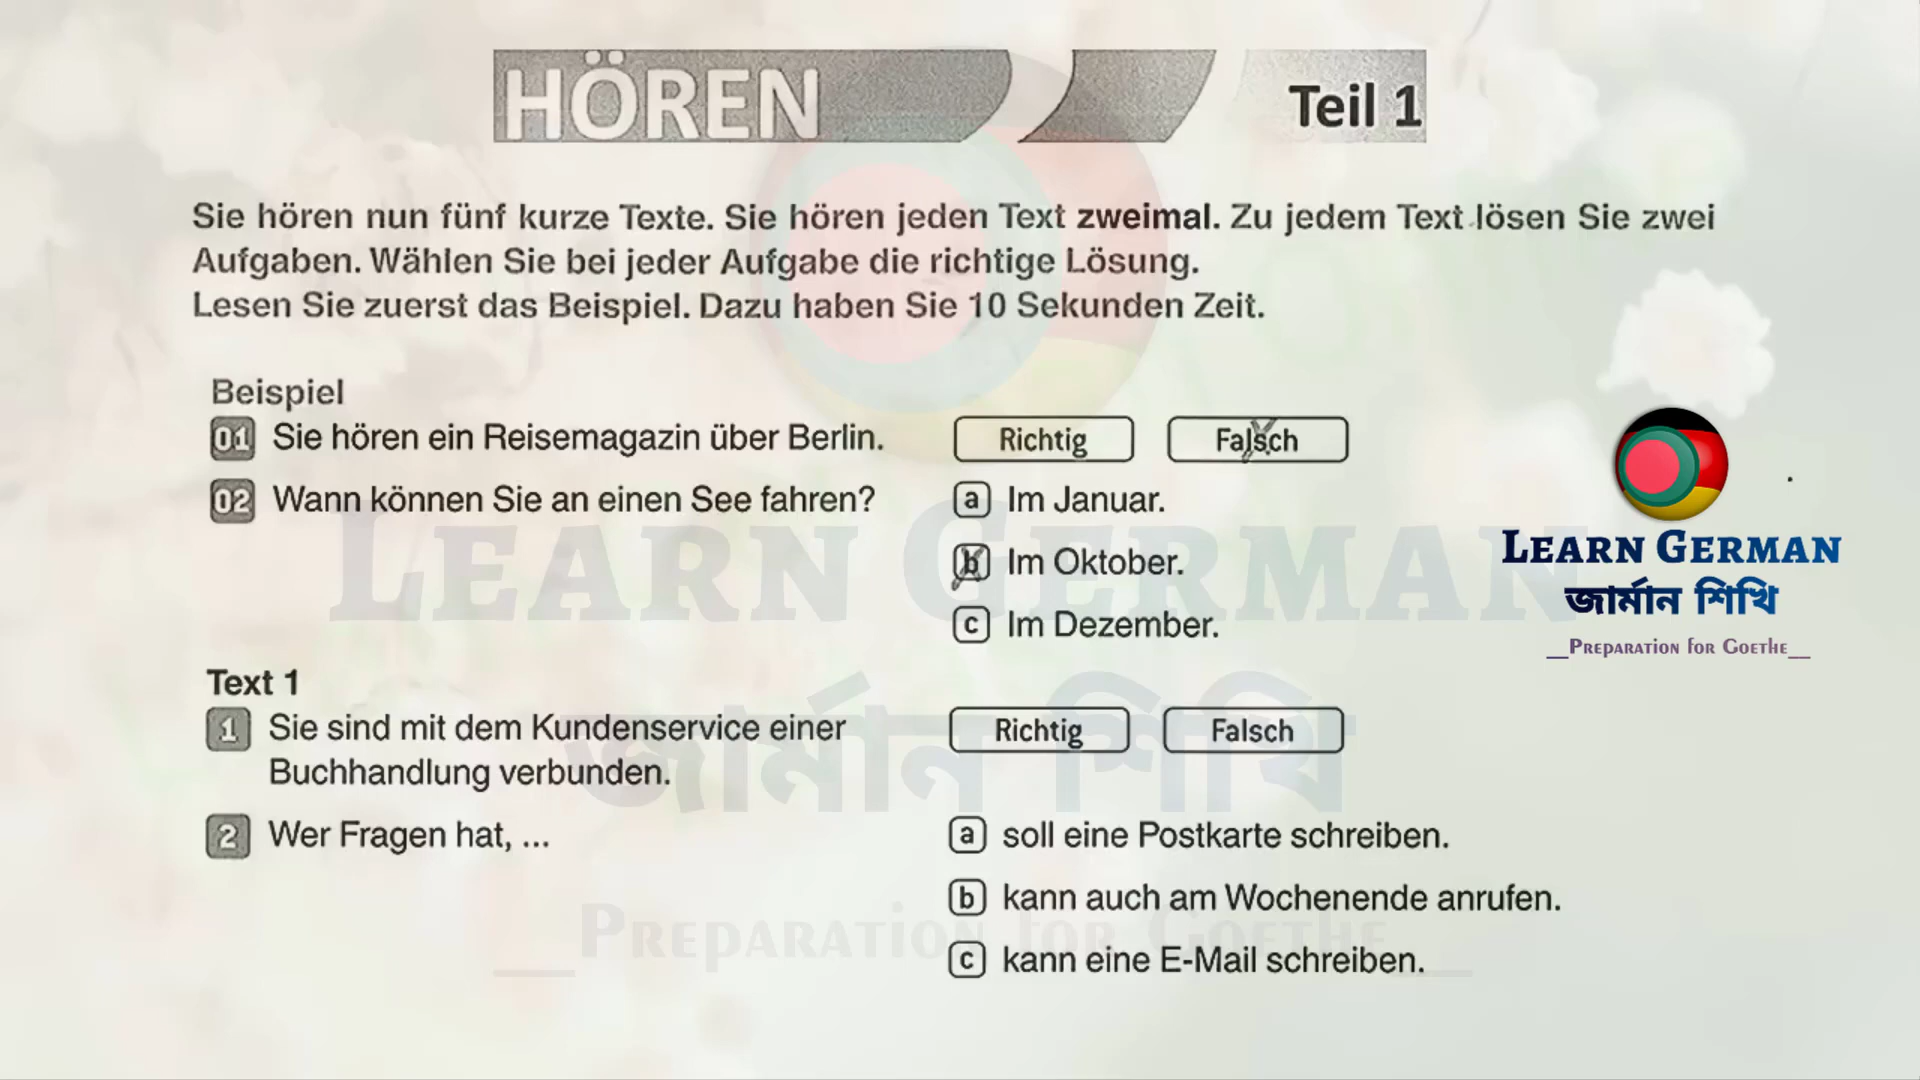 HÖREN Teil 1
Sie hören nun fünf kurze Texte. Sie hören jeden Text zweimal. Zu jedem Text lösen Sie zwei
Aufgaben. Wählen Sie bei jeder Aufgabe die richtige Lösung.
Lesen Sie zuerst das Beispiel. Dazu haben Sie 10 Sekunden Zeit.
Beispiel
01 Sie hören ein Reisemagazin über Berlin. Richtig Falsch
02 Wann können Sie an einen See fahren? a Im Januar.
b Im Oktober.
c Im Dezember.
Text 1
1 Sie sind mit dem Kundenservice einer Richtig Falsch
Buchhandlung verbunden.
2 Wer Fragen hat, ... a soll eine Postkarte schreiben.
b kann auch am Wochenende anrufen.
c kann eine E-Mail schreiben.
LEARN GERMAN
জার্মান শিখি
__PREPARATION FOR GOETHE__
LEARN GERMAN
জার্মান শিখি
__PREPARATION FOR GOETHE__